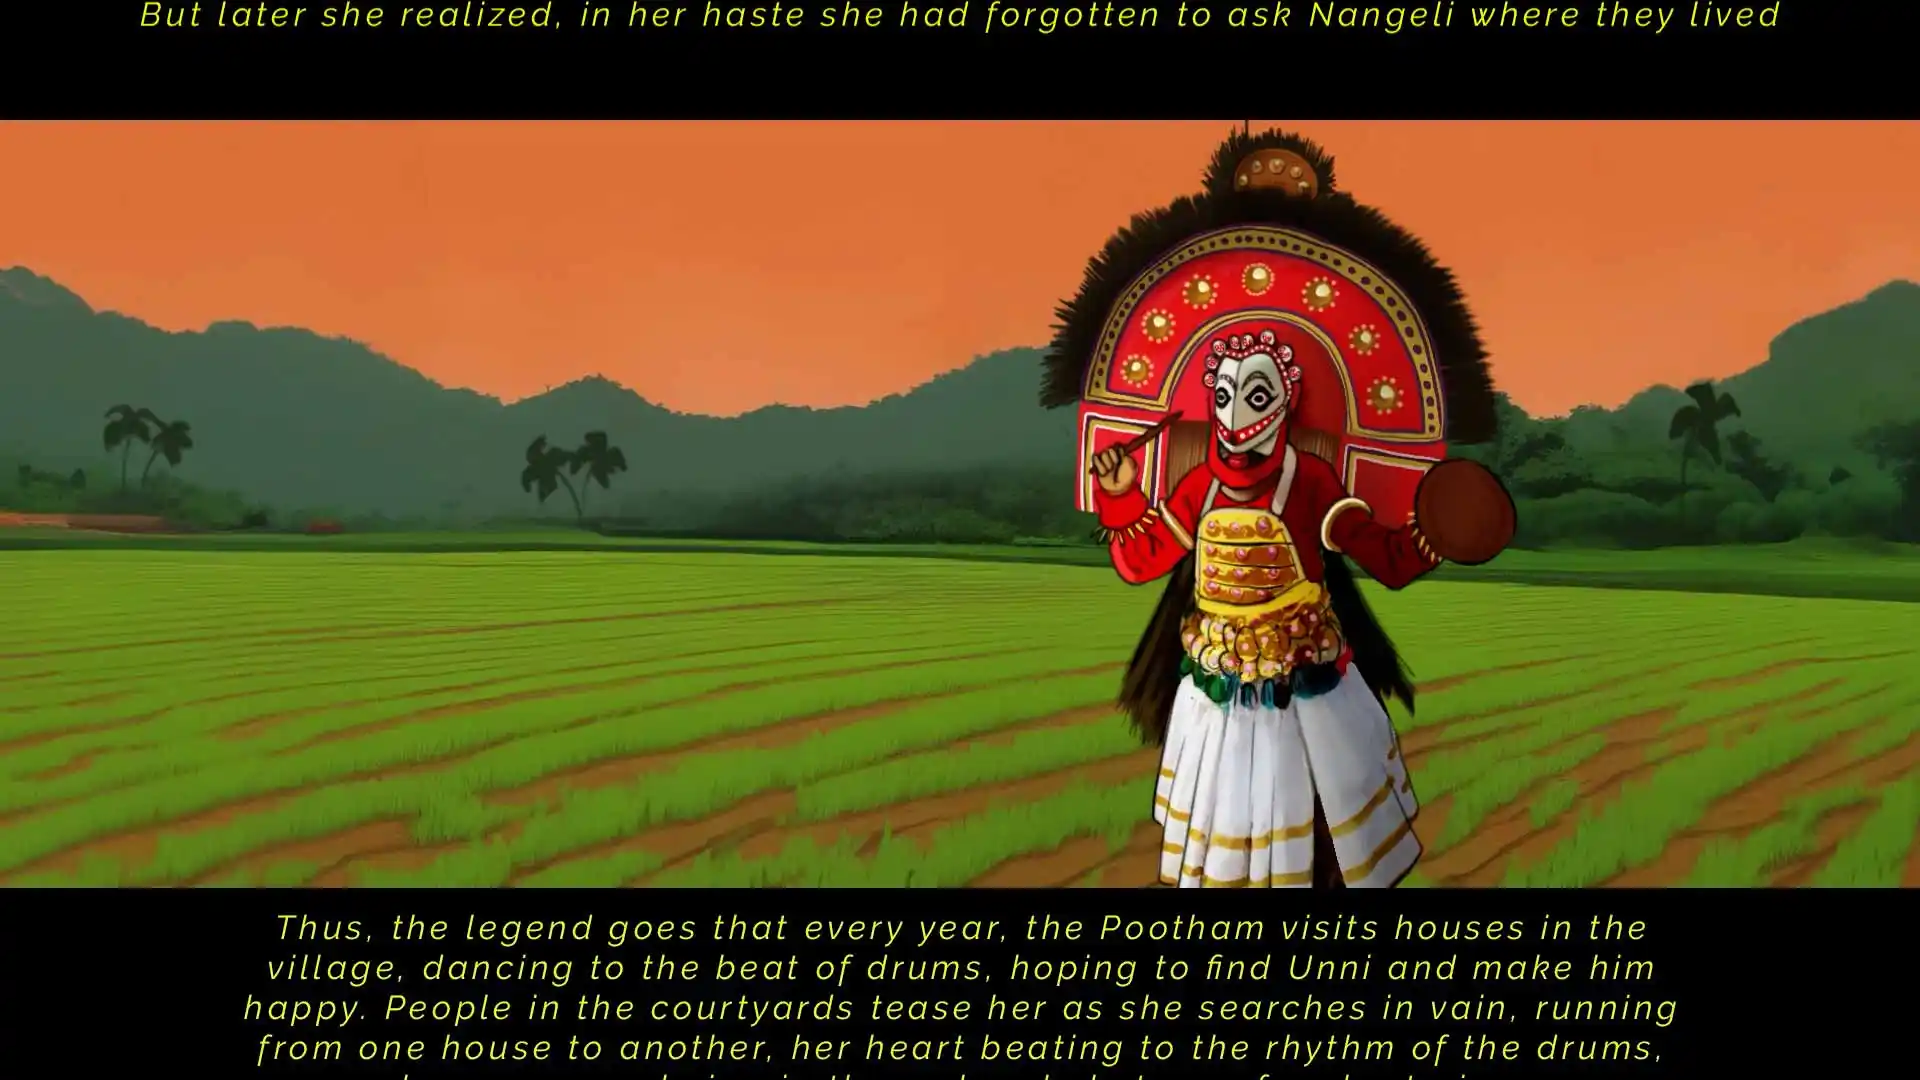 But later she realized, in her haste she had forgotten to ask Nangeli where they lived
Thus, the legend goes that every year, the Pootham visits houses in the
village, dancing to the beat of drums, hoping to find Unni and make him
happy. People in the courtyards tease her as she searches in vain, running
from one house to another, her heart beating to the rhythm of the drums,